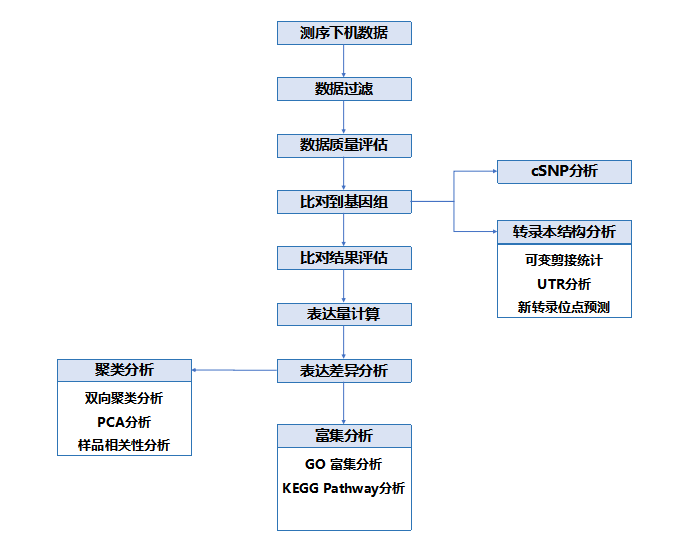 测序下机数据
数据过滤
数据质量评估
比对到基因组
cSNP分析
转录本结构分析
可变剪接统计
UTR分析
新转录位点预测
比对结果评估
表达量计算
表达差异分析
聚类分析
双向聚类分析
PCA分析
样品相关性分析
富集分析
GO 富集分析
KEGG Pathway分析